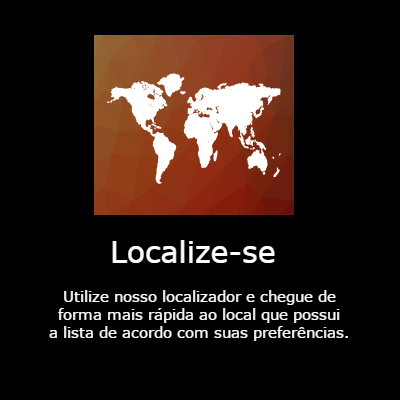 Localize-se
Utilize nosso localizador e chegue de
forma mais rápida ao local que possui
a lista de acordo com suas preferências.